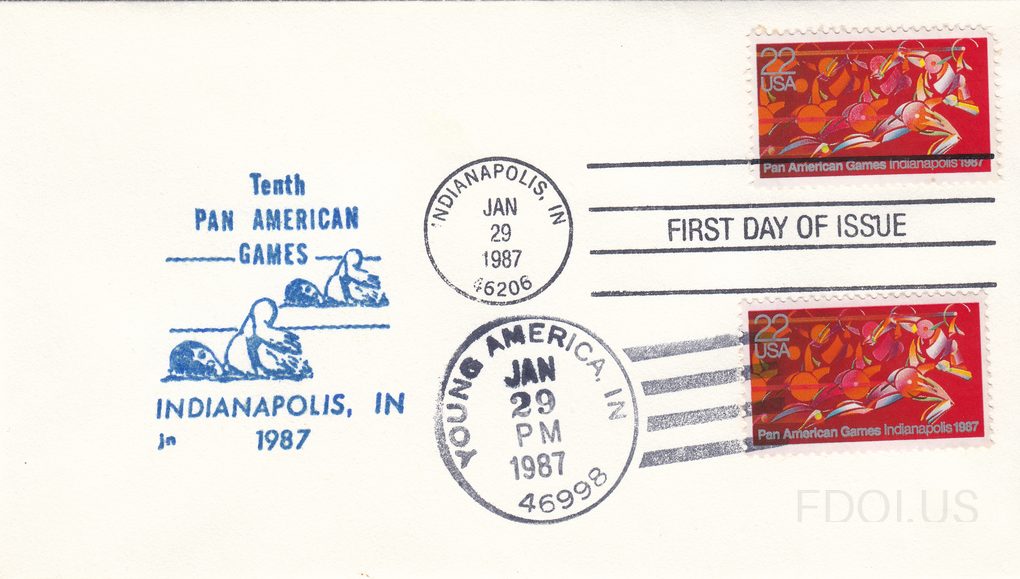 22
USA
Pan American Games Indianapolis 1987
Tenth
PAN AMERICAN
GAMES
INDIANAPOLIS, IN
jn 1987
INDIANAPOLIS, IN
JAN
29
1987
46206
FIRST DAY OF ISSUE
22
USA
Pan American Games Indianapolis 1987
YOUNG AMERICA, IN
JAN
29
PM
1987
46998
FDOI.US